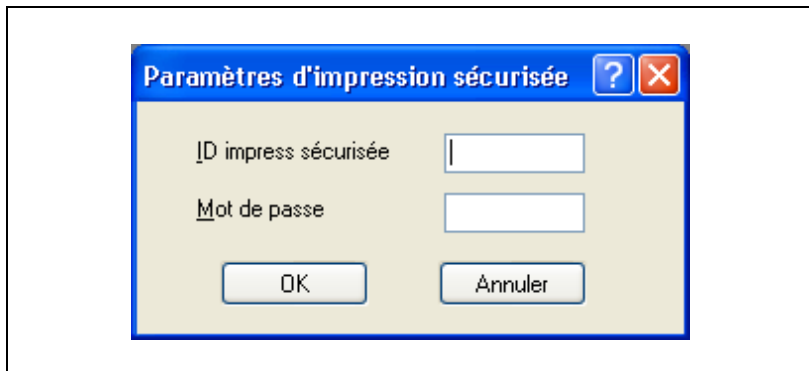 Paramètres d'impression sécurisée
ID impress sécurisée
Mot de passe
OK Annuler